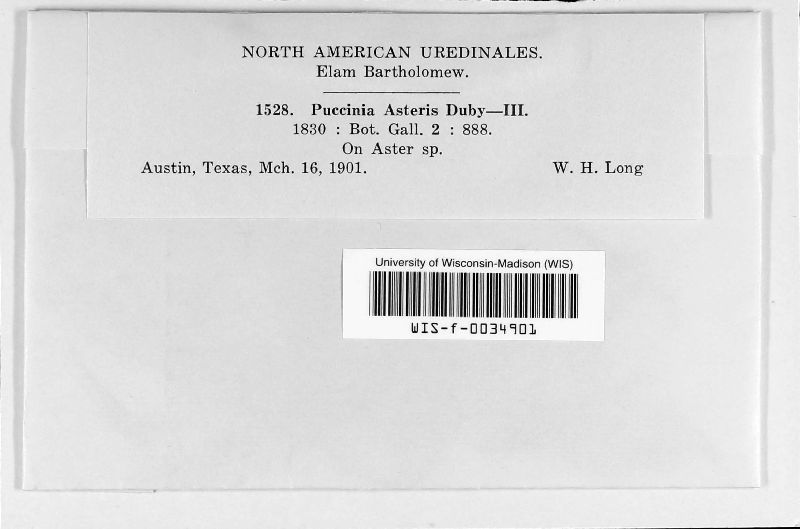 NORTH AMERICAN UREDINALES.
Elam Bartholomew.
1528. Puccinia Asteris Duby—III.
1830 : Bot. Gall. 2 : 888.
On Aster sp.
Austin, Texas, Mch. 16, 1901. W. H. Long
University of Wisconsin-Madison (WIS)
WIS-f-0034901